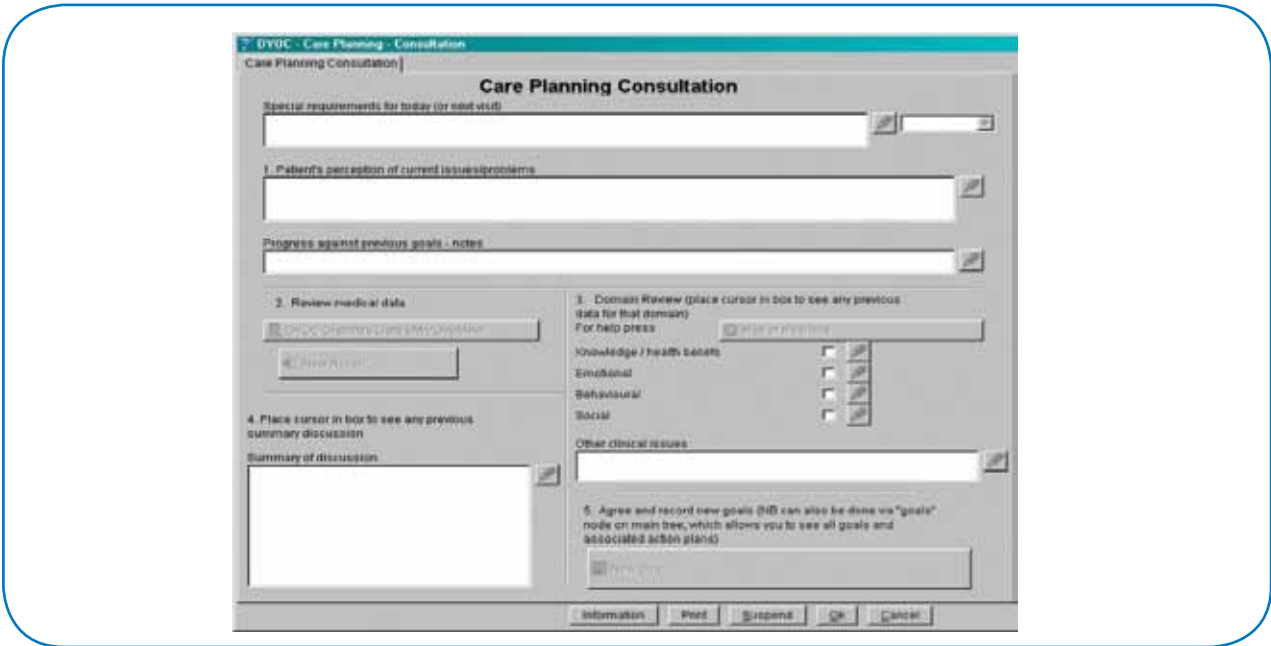 DYOC - Care Planning - Consultation
Care Planning Consultation
Care Planning Consultation
Special requirements for today (or next visit)
1. Patient's perception of current issues/problems
Progress against previous goals - notes
2. Review medical data
3. Domain Review (place cursor in box to see any previous
data for that domain)
For help press
Knowledge / health beliefs
Emotional
Behavioural
Social
4. Place cursor in box to see any previous
summary discussion
Summary of discussion
Other clinical issues
5. Agree and record new goals (NB can also be done via "goals"
node on main tree, which allows you to see all goals and
associated action plans)
Information Print Suspend Ok Cancel